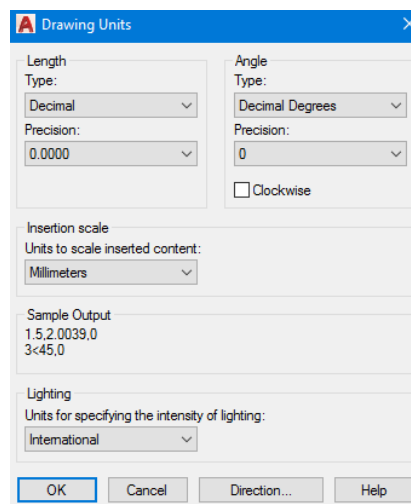 Drawing Units
Length
Type:
Decimal
Precision:
0.0000
Angle
Type:
Decimal Degrees
Precision:
0
Clockwise
Insertion scale
Units to scale inserted content:
Millimeters
Sample Output
1.5,2.0039,0
3<45,0
Lighting
Units for specifying the intensity of lighting:
International
OK
Cancel
Direction...
Help